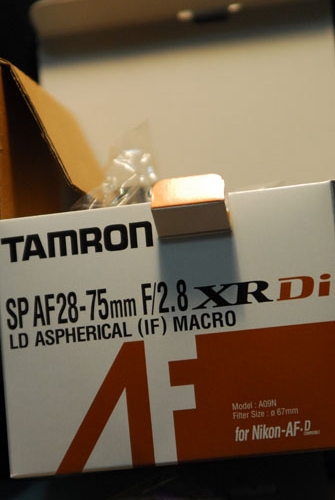 TAMRON
SP AF28-75mm F/2.8 XR Di
LD ASPHERICAL (IF) MACRO
AF
Model : A09N
Filter Size : ø 67mm
for Nikon-AF-D